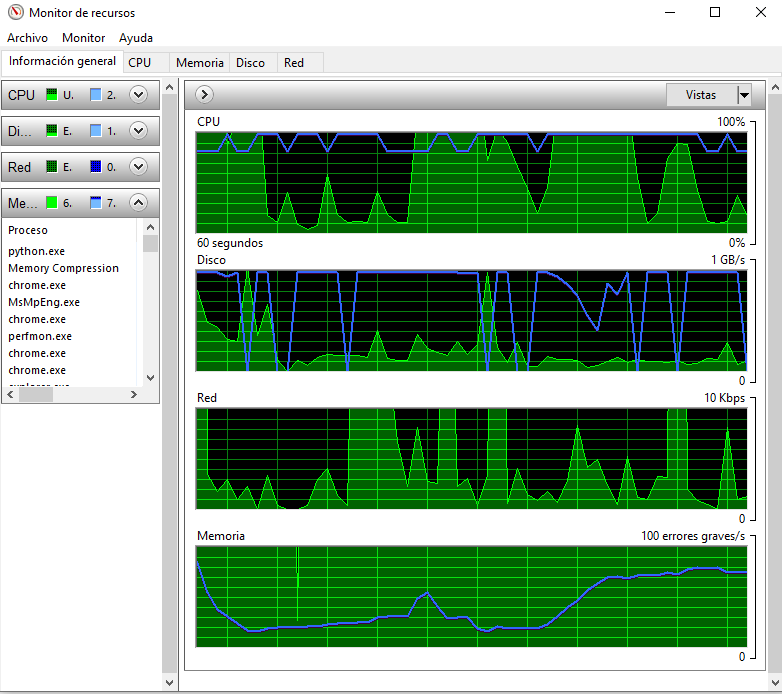 Monitor de recursos
Archivo Monitor Ayuda
Información general CPU Memoria Disco Red
CPU U. 2.
Di... E. 1.
Red E. 0.
Me... 6. 7.
Proceso
python.exe
Memory Compression
chrome.exe
MsMpEng.exe
chrome.exe
perfmon.exe
chrome.exe
chrome.exe
Vistas
CPU 100%
60 segundos 0%
Disco 1 GB/s
0
Red 10 Kbps
0
Memoria 100 errores graves/s
0